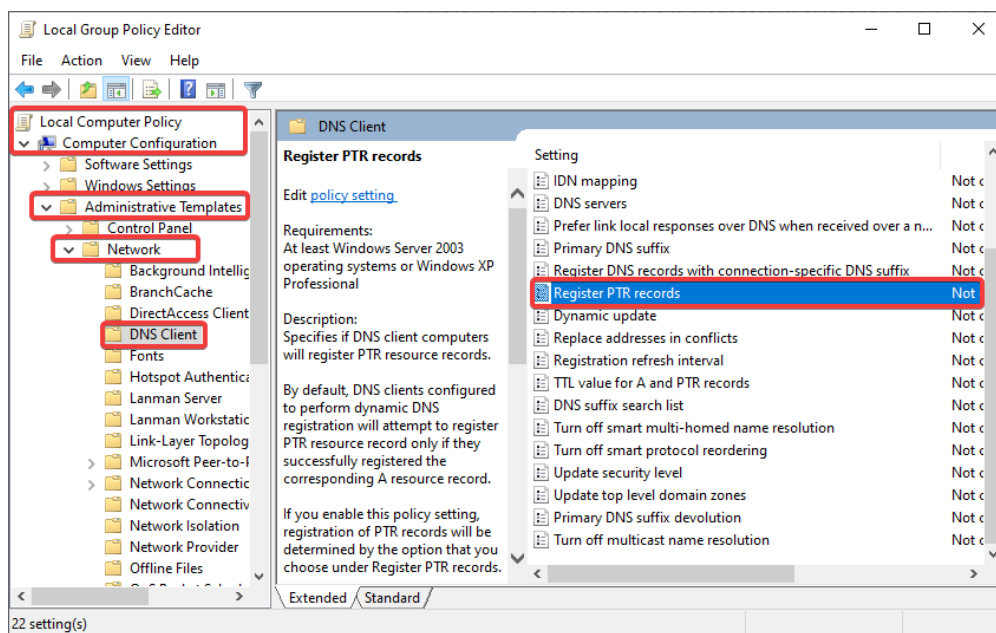 Local Group Policy Editor
File Action View Help
Local Computer Policy
Computer Configuration
Software Settings
Windows Settings
Administrative Templates
Control Panel
Network
Background Intellig
BranchCache
DirectAccess Client
DNS Client
Fonts
Hotspot Authentica
Lanman Server
Lanman Workstatic
Link-Layer Topolog
Microsoft Peer-to-F
Network Connectic
Network Connectiv
Network Isolation
Network Provider
Offline Files
DNS Client
Register PTR records
Edit policy setting
Requirements:
At least Windows Server 2003
operating systems or Windows XP
Professional
Description:
Specifies if DNS client computers
will register PTR resource records.
By default, DNS clients configured
to perform dynamic DNS
registration will attempt to register
PTR resource record only if they
successfully registered the
corresponding A resource record.
If you enable this policy setting,
registration of PTR records will be
determined by the option that you
choose under Register PTR records.
Setting
IDN mapping Not c
DNS servers Not c
Prefer link local responses over DNS when received over a n... Not c
Primary DNS suffix Not c
Register DNS records with connection-specific DNS suffix Not c
Register PTR records Not
Dynamic update Not c
Replace addresses in conflicts Not c
Registration refresh interval Not c
TTL value for A and PTR records Not c
DNS suffix search list Not c
Turn off smart multi-homed name resolution Not c
Turn off smart protocol reordering Not c
Update security level Not c
Update top level domain zones Not c
Primary DNS suffix devolution Not c
Turn off multicast name resolution Not c
Extended Standard
22 setting(s)